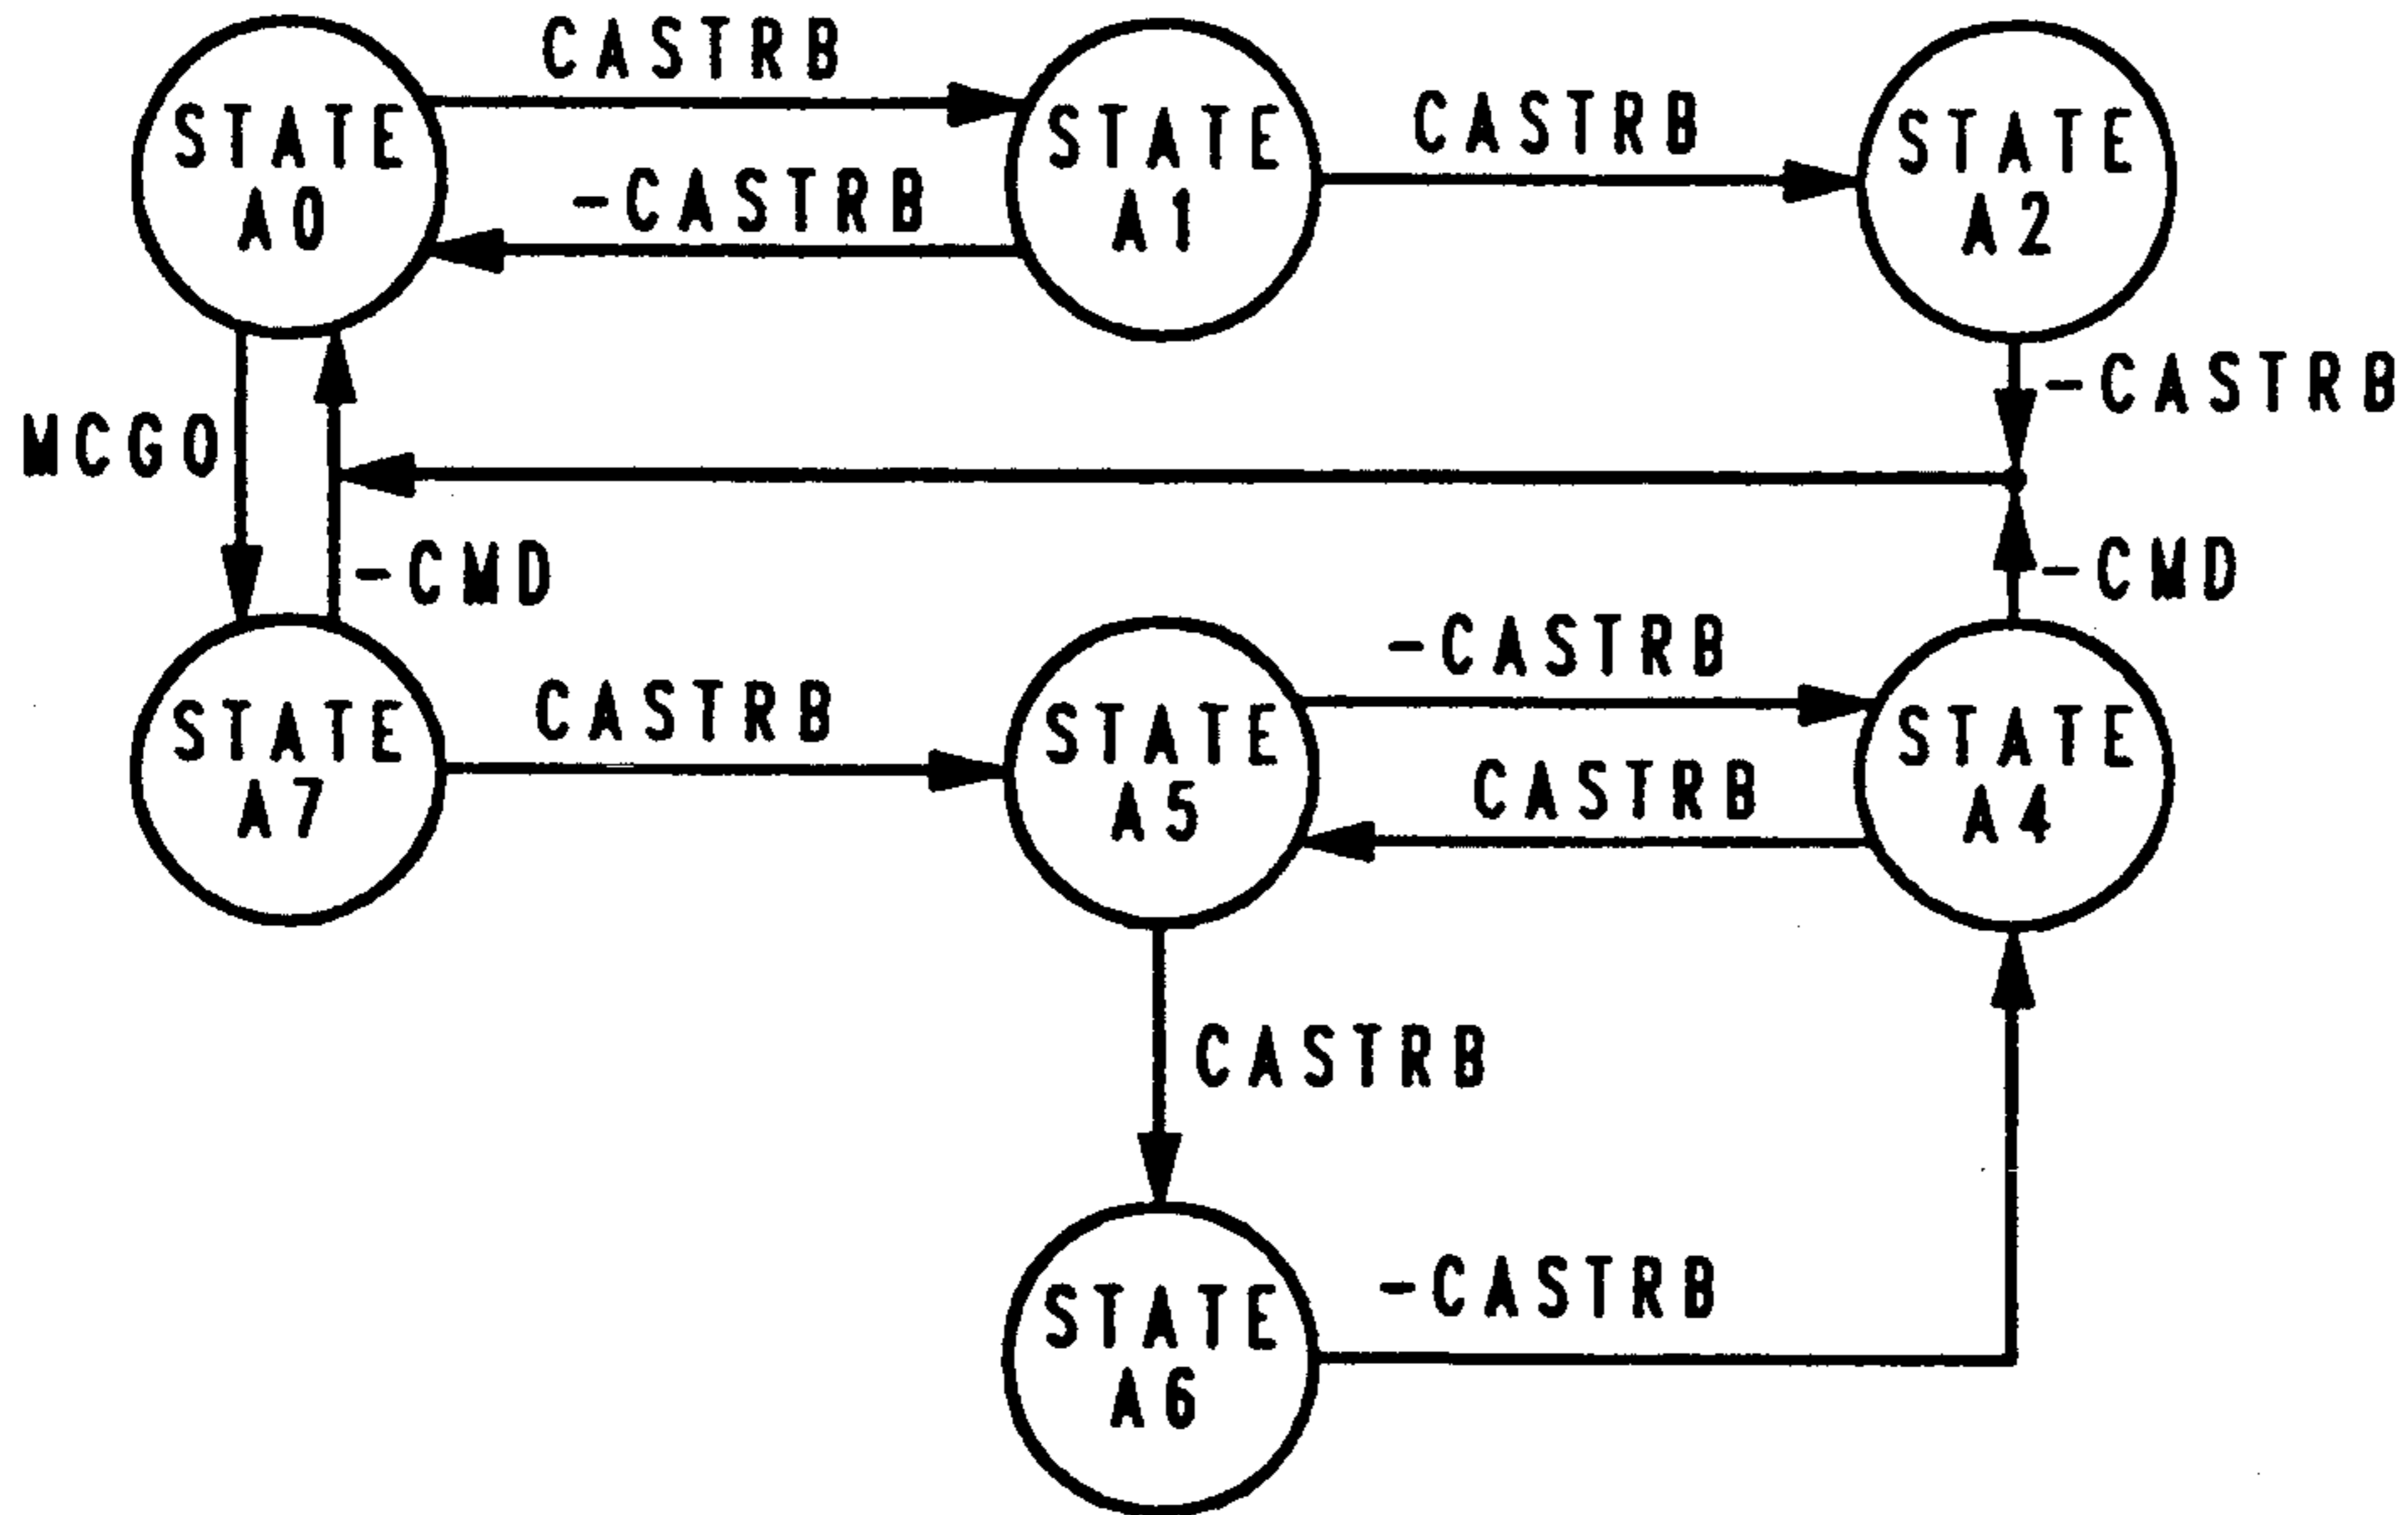 CASTRB
STATE
A0
STATE
A1
CASTRB
STATE
A2
-CASTRB
-CASTRB
MCGO
-CMD
-CMD
-CASTRB
STATE
A7
CASTRB
STATE
A5
CASTRB
STATE
A4
CASTRB
-CASTRB
STATE
A6